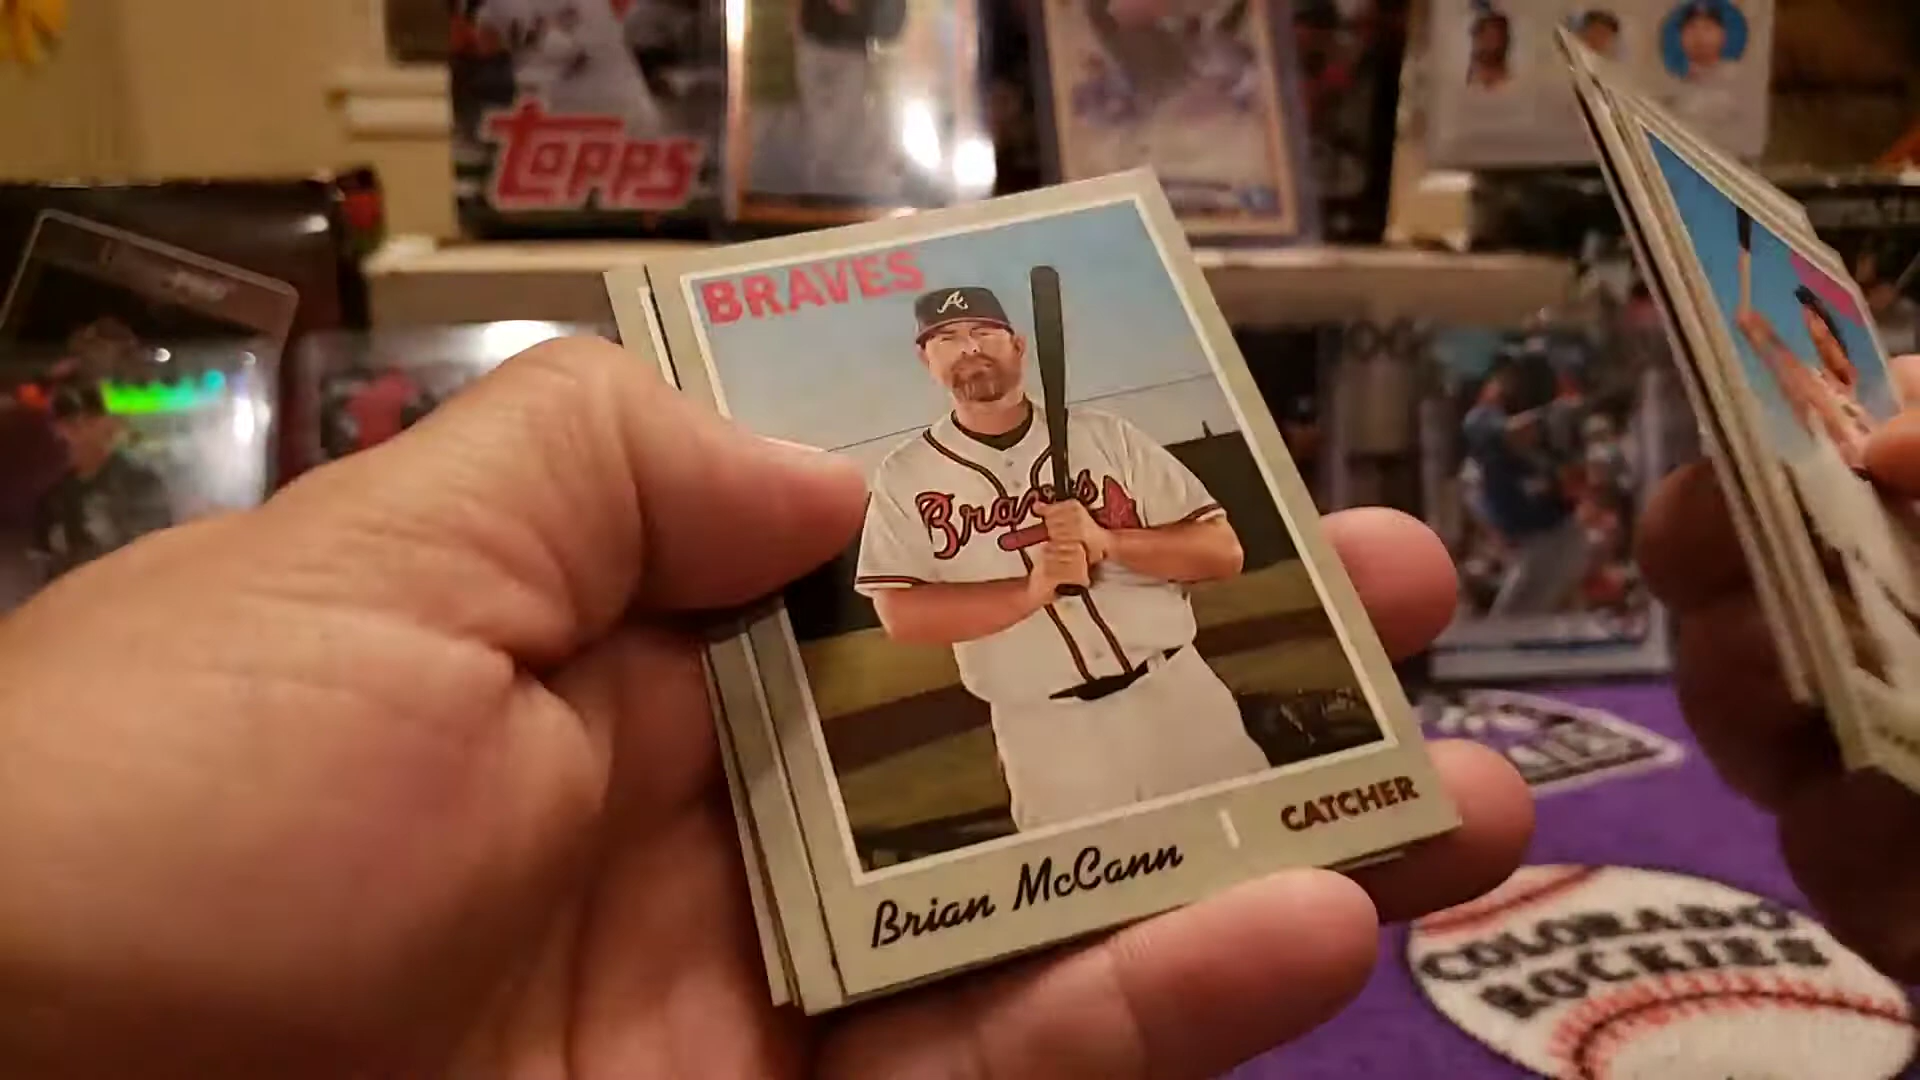 Topps
BRAVES
A
Braves
CATCHER
Brian McCann
COLORADO
ROCKIES